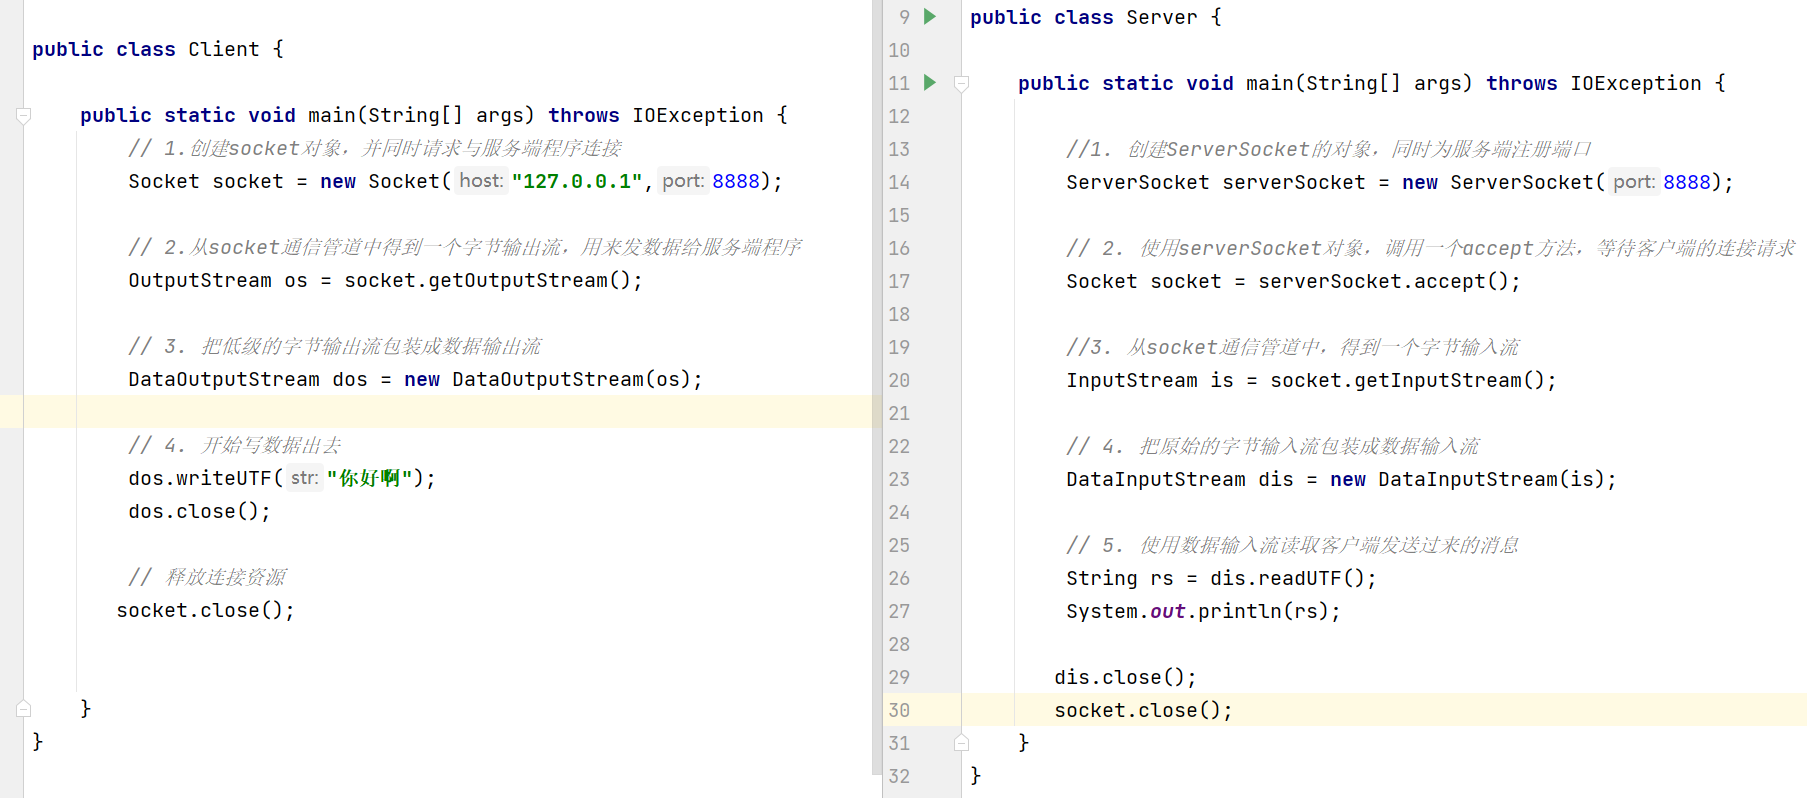 public class Client {
public static void main(String[] args) throws IOException {
// 1.创建socket对象，并同时请求与服务端程序连接
Socket socket = new Socket( host: "127.0.0.1", port: 8888);
// 2.从socket通信管道中得到一个字节输出流，用来发数据给服务端程序
OutputStream os = socket.getOutputStream();
// 3. 把低级的字节输出流包装成数据输出流
DataOutputStream dos = new DataOutputStream(os);
// 4. 开始写数据出去
dos.writeUTF( str: "你好啊");
dos.close();
// 释放连接资源
socket.close();
}
}
9 public class Server {
10
11 public static void main(String[] args) throws IOException {
12
13 //1. 创建ServerSocket的对象，同时为服务端注册端口
14 ServerSocket serverSocket = new ServerSocket( port: 8888);
15
16 // 2. 使用serverSocket对象，调用一个accept方法，等待客户端的连接请求
17 Socket socket = serverSocket.accept();
18
19 //3. 从socket通信管道中，得到一个字节输入流
20 InputStream is = socket.getInputStream();
21
22 // 4. 把原始的字节输入流包装成数据输入流
23 DataInputStream dis = new DataInputStream(is);
24
25 // 5. 使用数据输入流读取客户端发送过来的消息
26 String rs = dis.readUTF();
27 System.out.println(rs);
28
29 dis.close();
30 socket.close();
31 }
32 }